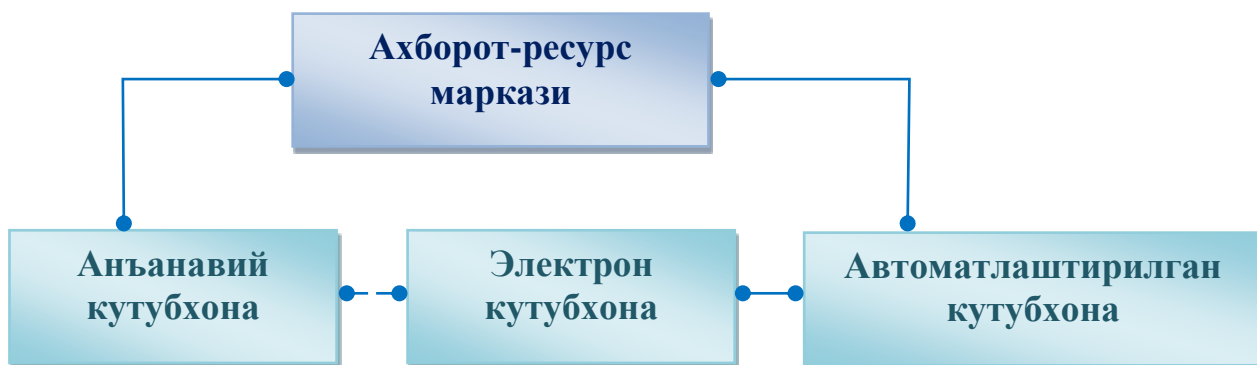 Ахборот-ресурс
маркази
Анъанавий
кутубхона
Электрон
кутубхона
Автоматлаштирилган
кутубхона